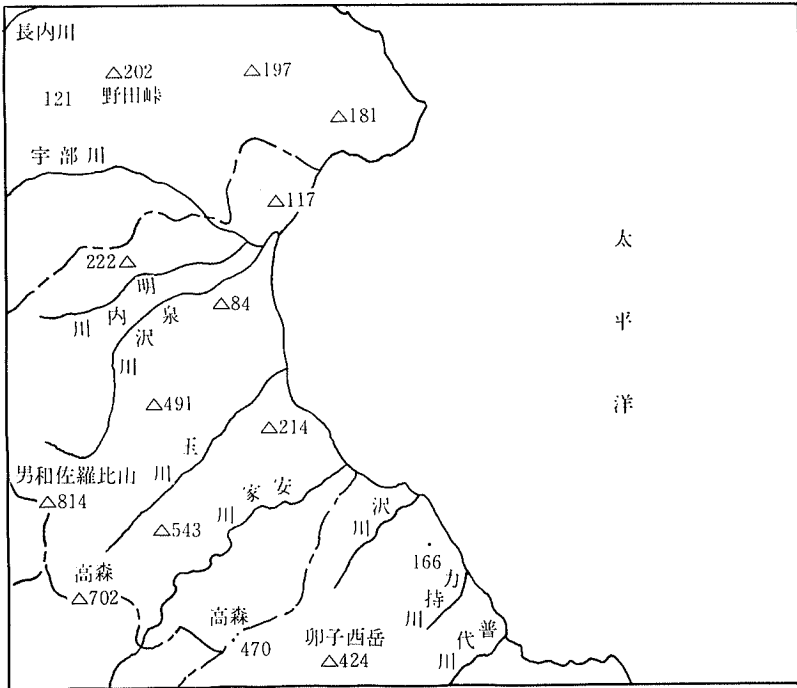 長内川
△202
△197
121
野田峠
△181
宇部川
△117
太平洋
222△
明内川
△84
泉沢川
△491
玉川
△214
男和佐羅比山
△814
安家川
△543
沢川
166
高森
△702
力持川
高森
470
卯子酉岳
△424
普代川